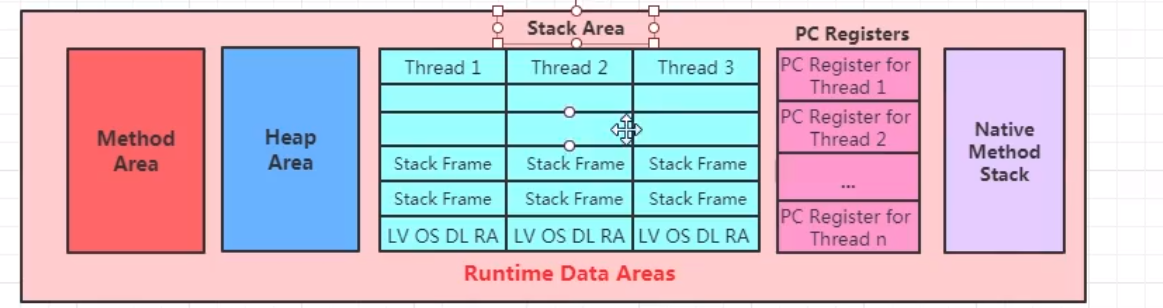 Stack Area
PC Registers
Method
Area
Heap
Area
Thread 1
Thread 2
Thread 3
Stack Frame
Stack Frame
Stack Frame
Stack Frame
Stack Frame
Stack Frame
LV OS DL RA
LV OS DL RA
LV OS DL RA
PC Register for
Thread 1
PC Register for
Thread 2
...
PC Register for
Thread n
Native
Method
Stack
Runtime Data Areas